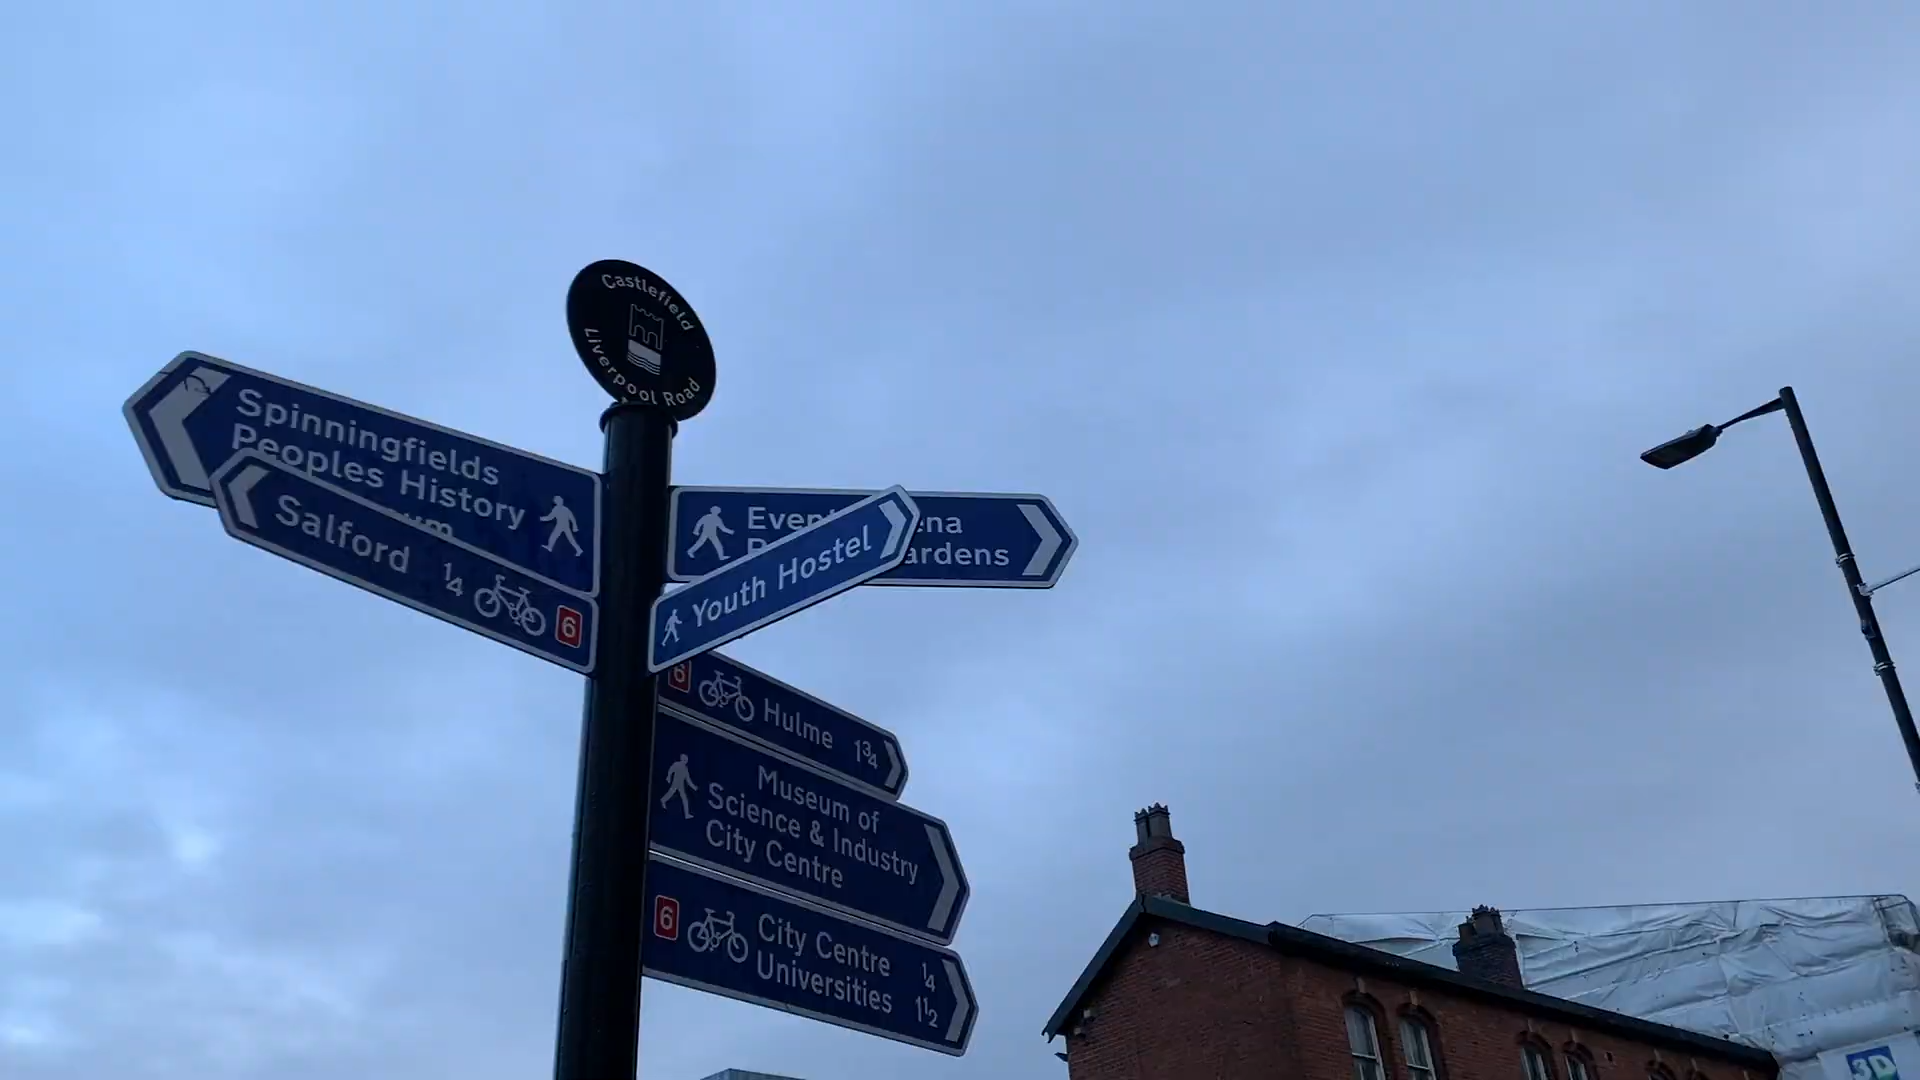 Castlefield
Liverpool Road
Spinningfields
Peoples History
Salford ¼ 6
Youth Hostel
6 Hulme 1¾
Museum of
Science & Industry
City Centre
6 City Centre ¼
Universities 1½
3D